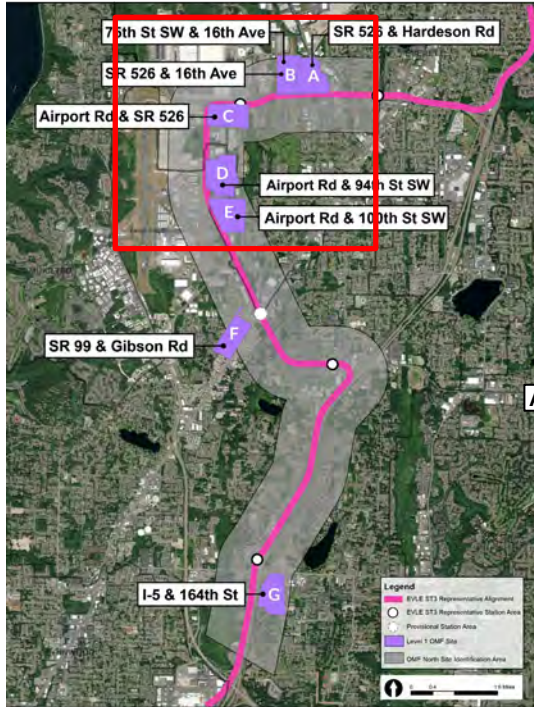 75th St SW & 16th Ave
SR 526 & Hardeson Rd
SR 526 & 16th Ave
B
A
Airport Rd & SR 526
C
D
Airport Rd & 94th St SW
E
Airport Rd & 100th St SW
F
SR 99 & Gibson Rd
A
I-5 & 164th St
G
Legend
EVLE ST3 Representative Alignment
EVLE ST3 Representative Station Area
Provisional Station Area
Level 1 OMF Site
OMF North Site Identification Area